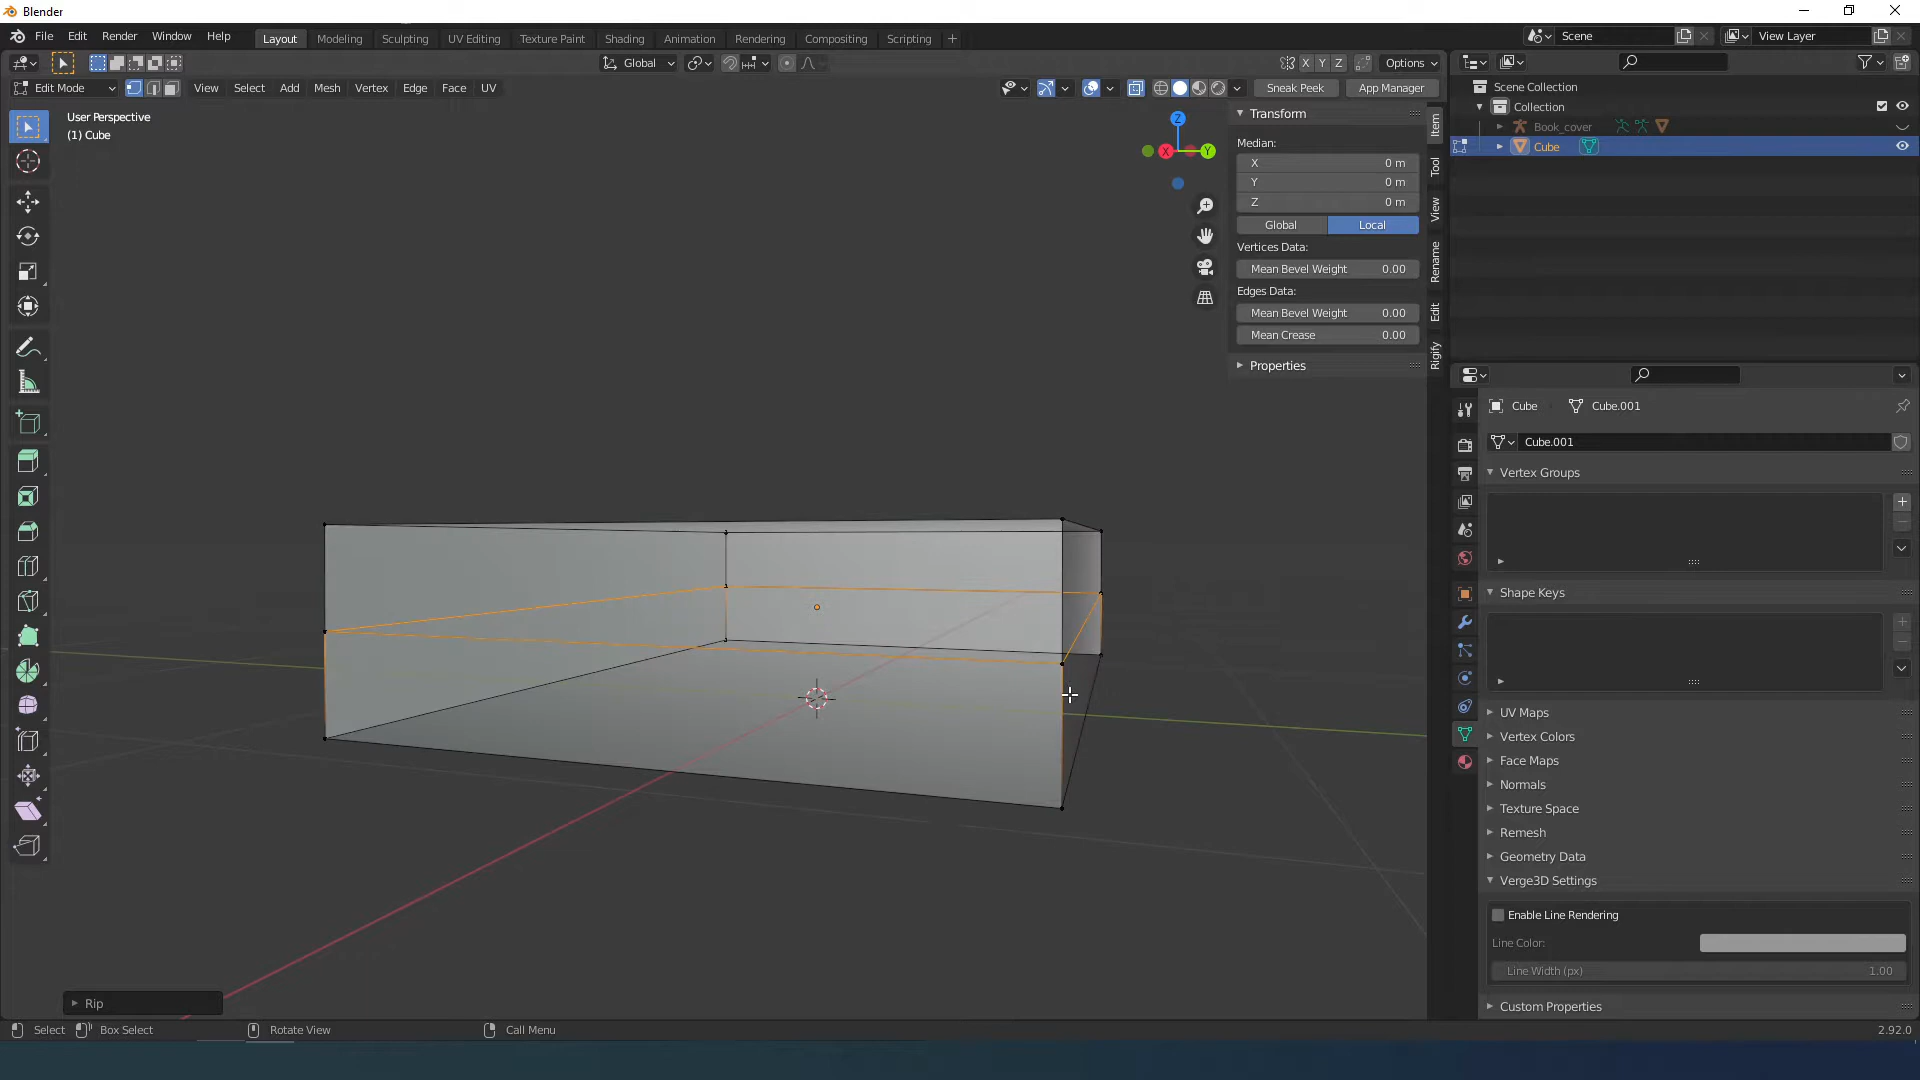 Blender
File Edit Render Window Help
Layout Modeling Sculpting UV Editing Texture Paint Shading Animation Rendering Compositing Scripting +
Scene
View Layer
Global
X Y Z
Options
Edit Mode
View Select Add Mesh Vertex Edge Face UV
Sneak Peek
App Manager
User Perspective
(1) Cube
Z
X
Y
Transform
Median:
X 0 m
Y 0 m
Z 0 m
Global
Local
Vertices Data:
Mean Bevel Weight 0.00
Edges Data:
Mean Bevel Weight 0.00
Mean Crease 0.00
Properties
Item
Tool
View
Rename
Edit
Rigify
Scene Collection
Collection
Book_cover
Cube
Cube
Cube.001
Cube.001
Vertex Groups
Shape Keys
UV Maps
Vertex Colors
Face Maps
Normals
Texture Space
Remesh
Geometry Data
Verge3D Settings
Enable Line Rendering
Line Color:
Line Width (px) 1.00
Custom Properties
Rip
Select
Box Select
Rotate View
Call Menu
2.92.0